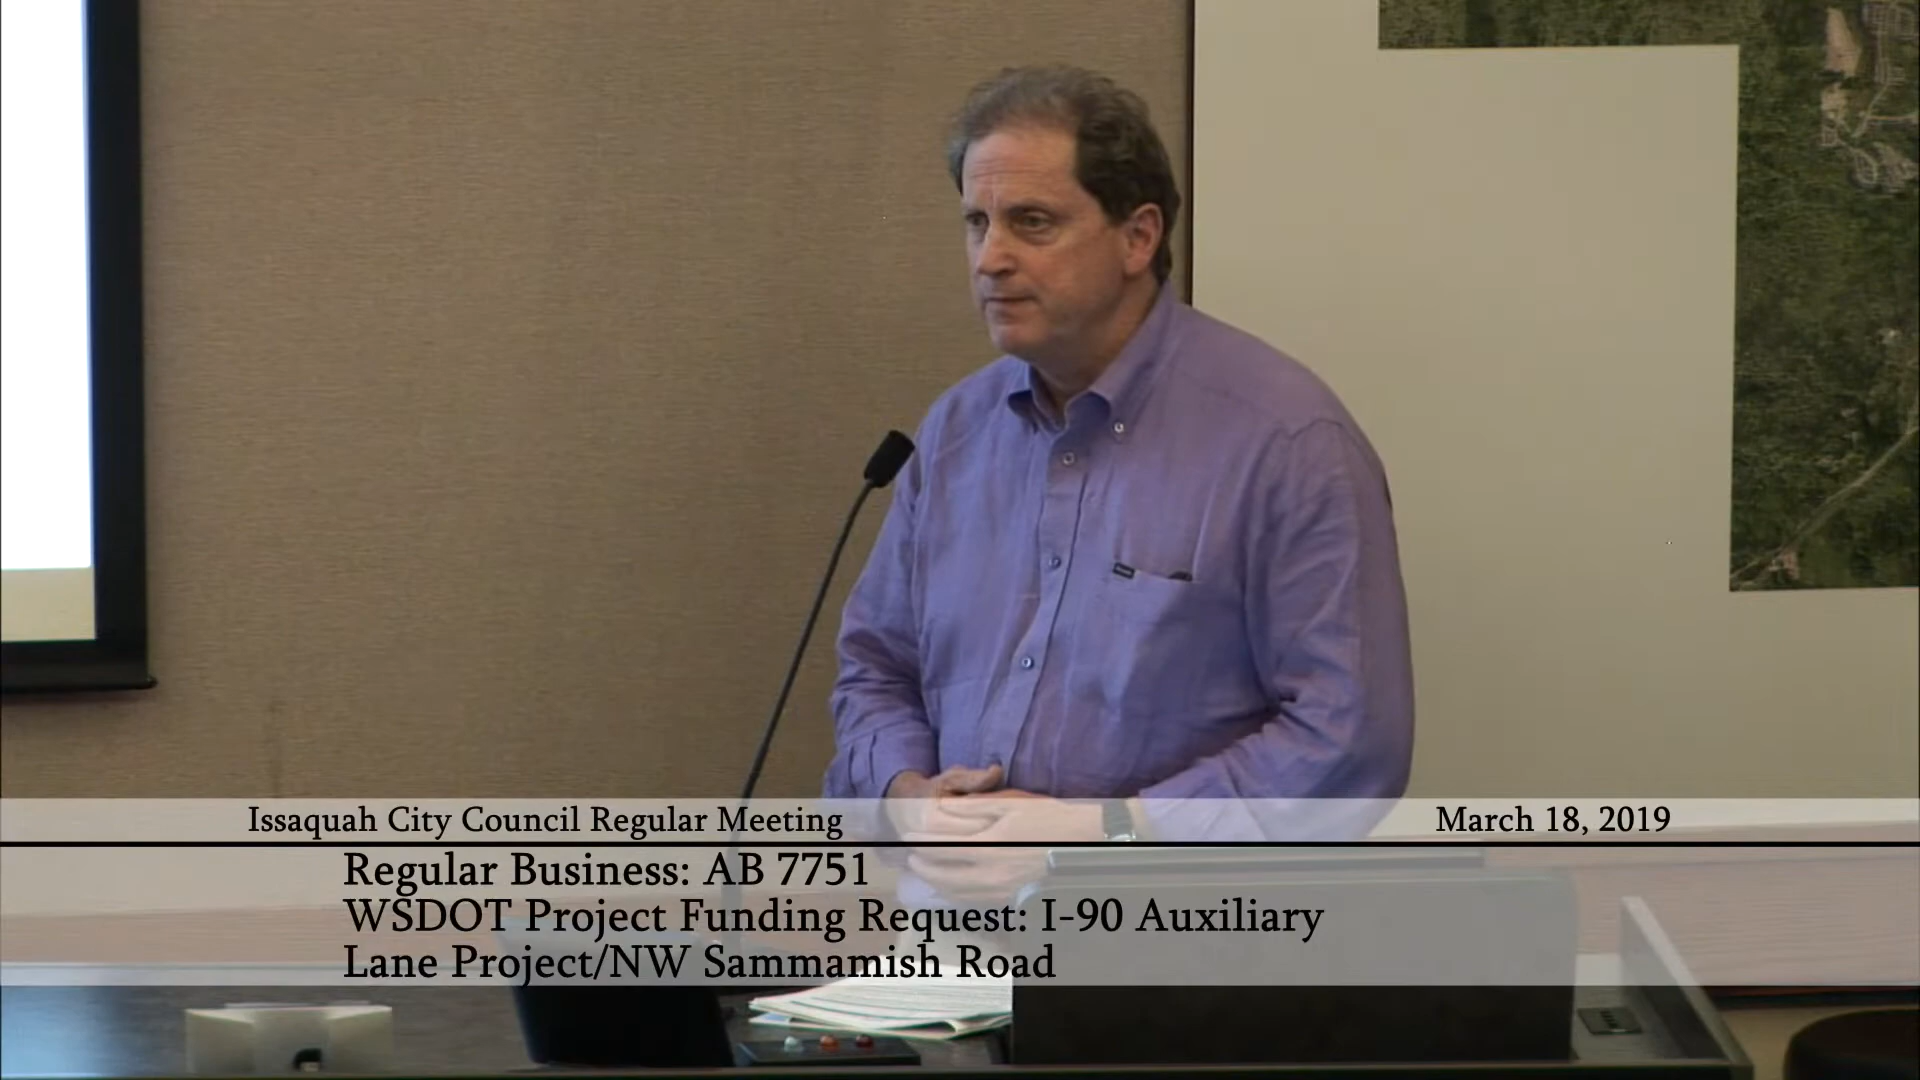 Issaquah City Council Regular Meeting
March 18, 2019
Regular Business: AB 7751
WSDOT Project Funding Request: I-90 Auxiliary
Lane Project/NW Sammamish Road